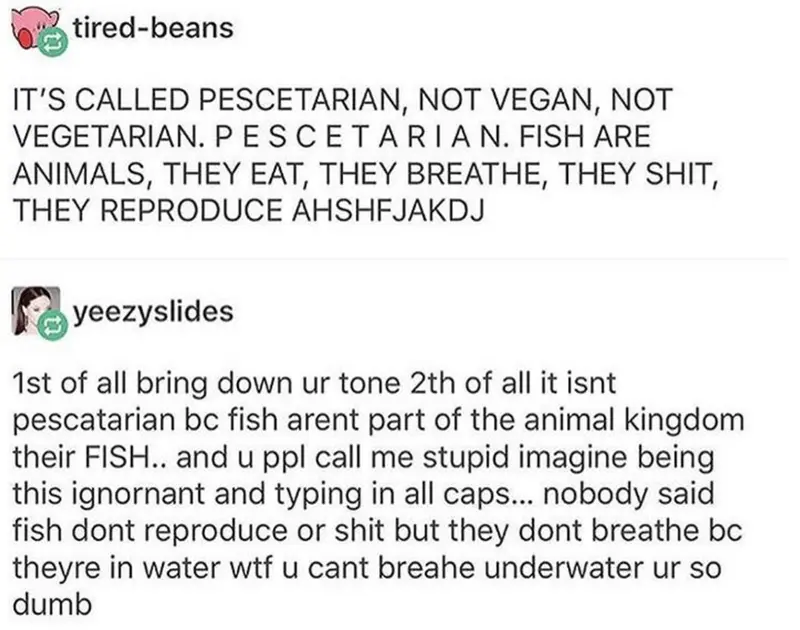 tired-beans
IT'S CALLED PESCETARIAN, NOT VEGAN, NOT
VEGETARIAN. P E S C E T A R I A N. FISH ARE
ANIMALS, THEY EAT, THEY BREATHE, THEY SHIT,
THEY REPRODUCE AHSHFJAKDJ
yeezyslides
1st of all bring down ur tone 2th of all it isnt
pescatarian bc fish arent part of the animal kingdom
their FISH.. and u ppl call me stupid imagine being
this ignornant and typing in all caps... nobody said
fish dont reproduce or shit but they dont breathe bc
theyre in water wtf u cant breahe underwater ur so
dumb